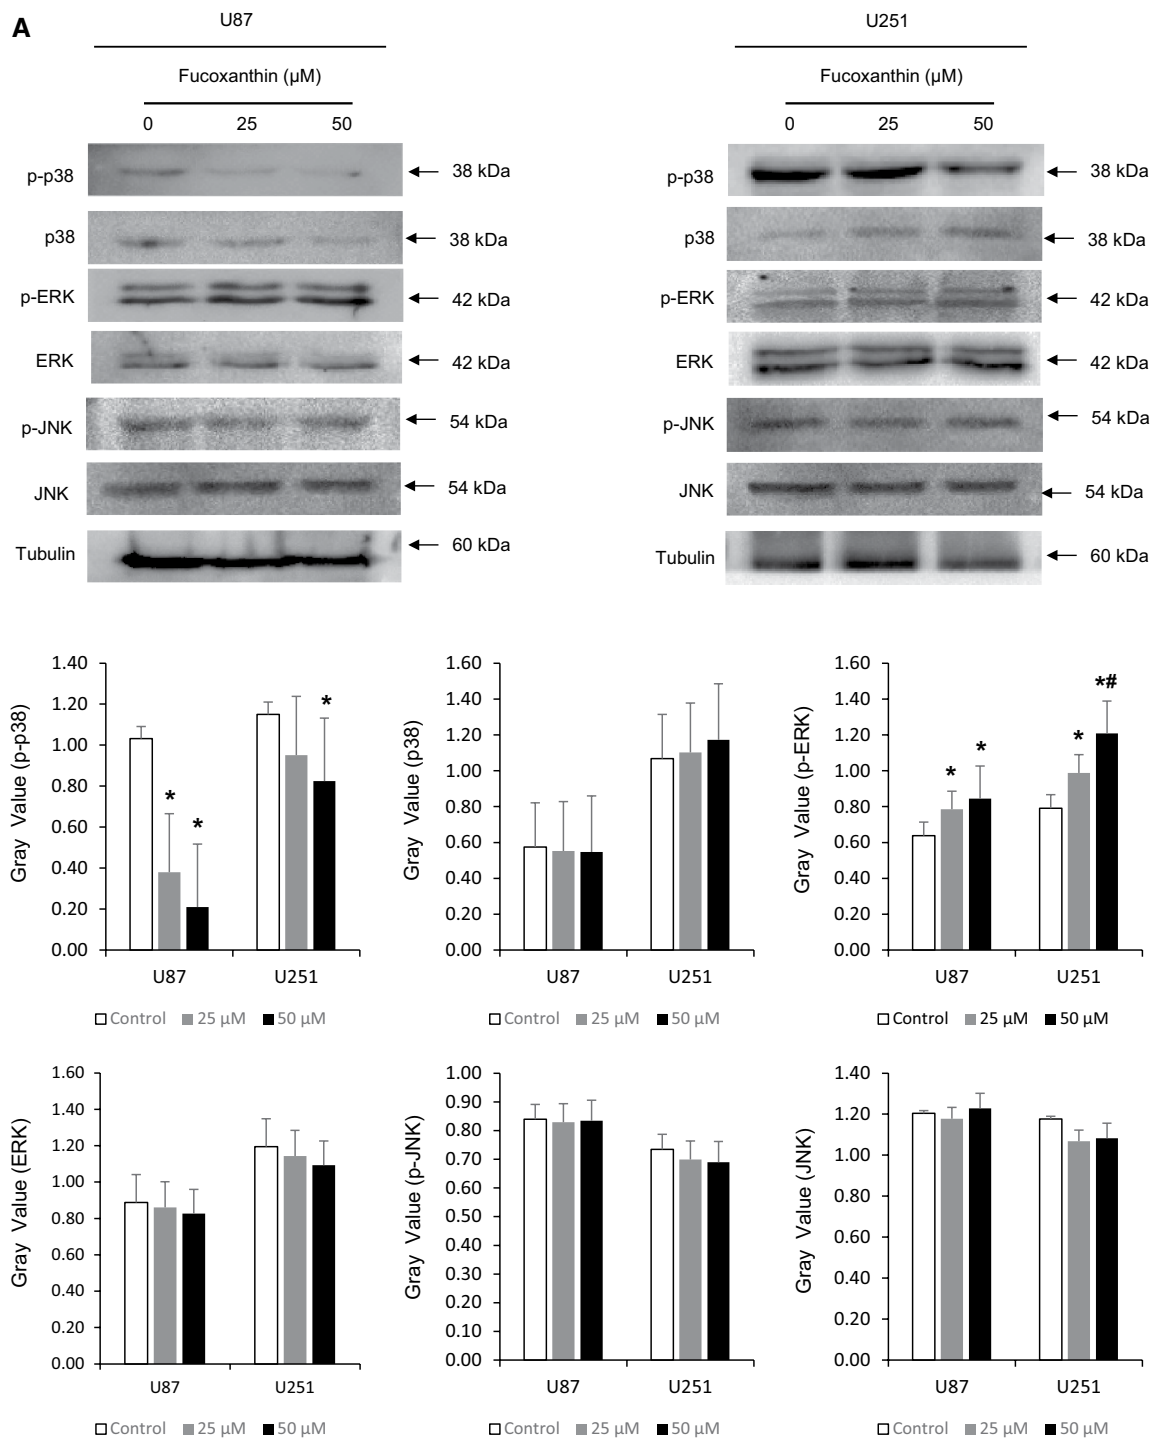 A
U87
Fucoxanthin (µM)
0 25 50
p-p38 38 kDa
p38 38 kDa
p-ERK 42 kDa
ERK 42 kDa
p-JNK 54 kDa
JNK 54 kDa
Tubulin 60 kDa
U251
Fucoxanthin (µM)
0 25 50
p-p38 38 kDa
p38 38 kDa
p-ERK 42 kDa
ERK 42 kDa
p-JNK 54 kDa
JNK 54 kDa
Tubulin 60 kDa
Gray Value (p-p38)
1.40
1.20
1.00
0.80
0.60
0.40
0.20
0.00
* * *
U87 U251
Control 25 µM 50 µM
Gray Value (p38)
1.60
1.40
1.20
1.00
0.80
0.60
0.40
0.20
0.00
U87 U251
Control 25 µM 50 µM
Gray Value (p-ERK)
1.60
1.40
1.20
1.00
0.80
0.60
0.40
0.20
0.00
* * * *#
U87 U251
Control 25 µM 50 µM
Gray Value (ERK)
1.60
1.40
1.20
1.00
0.80
0.60
0.40
0.20
0.00
U87 U251
Control 25 µM 50 µM
Gray Value (p-JNK)
1.00
0.90
0.80
0.70
0.60
0.50
0.40
0.30
0.20
0.10
0.00
U87 U251
Control 25 µM 50 µM
Gray Value (JNK)
1.40
1.20
1.00
0.80
0.60
0.40
0.20
0.00
U87 U251
Control 25 µM 50 µM